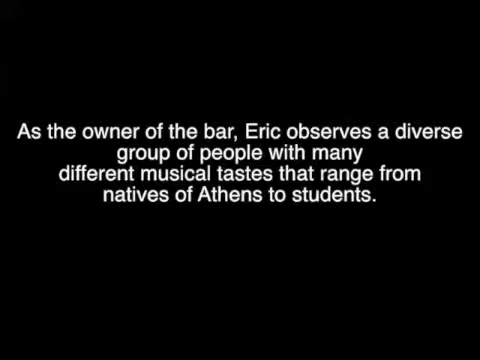 As the owner of the bar, Eric observes a diverse
group of people with many
different musical tastes that range from
natives of Athens to students.